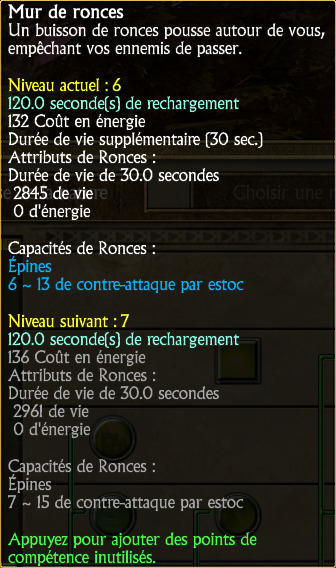 Mur de ronces
Un buisson de ronces pousse autour de vous,
empêchant vos ennemis de passer.
Niveau actuel : 6
120.0 seconde(s) de rechargement
132 Coût en énergie
Durée de vie supplémentaire (30 sec.)
Attributs de Ronces :
Durée de vie de 30.0 secondes
2845 de vie
Choisir une
0 d'énergie
Capacités de Ronces :
Épines
6 ~ 13 de contre-attaque par estoc
Niveau suivant : 7
120.0 seconde(s) de rechargement
136 Coût en énergie
Attributs de Ronces :
Durée de vie de 30.0 secondes
2961 de vie
0 d'énergie
Capacités de Ronces :
Épines
7 ~ 15 de contre-attaque par estoc
Appuyez pour ajouter des points de
compétence inutilisés.